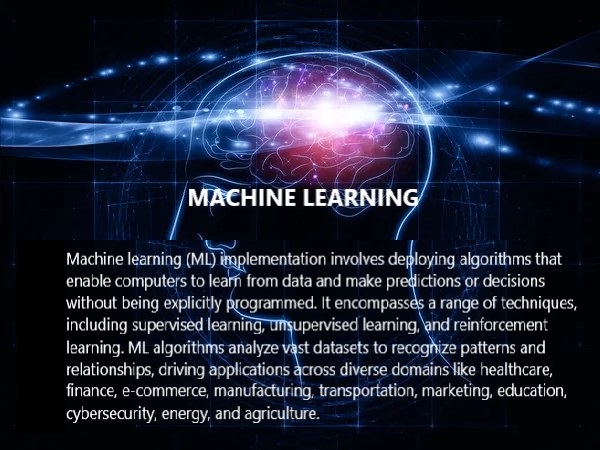 MACHINE LEARNING
Machine learning (ML) implementation involves deploying algorithms that
enable computers to learn from data and make predictions or decisions
without being explicitly programmed. It encompasses a range of techniques,
including supervised learning, unsupervised learning, and reinforcement
learning. ML algorithms analyze vast datasets to recognize patterns and
relationships, driving applications across diverse domains like healthcare,
finance, e-commerce, manufacturing, transportation, marketing, education,
cybersecurity, energy, and agriculture.